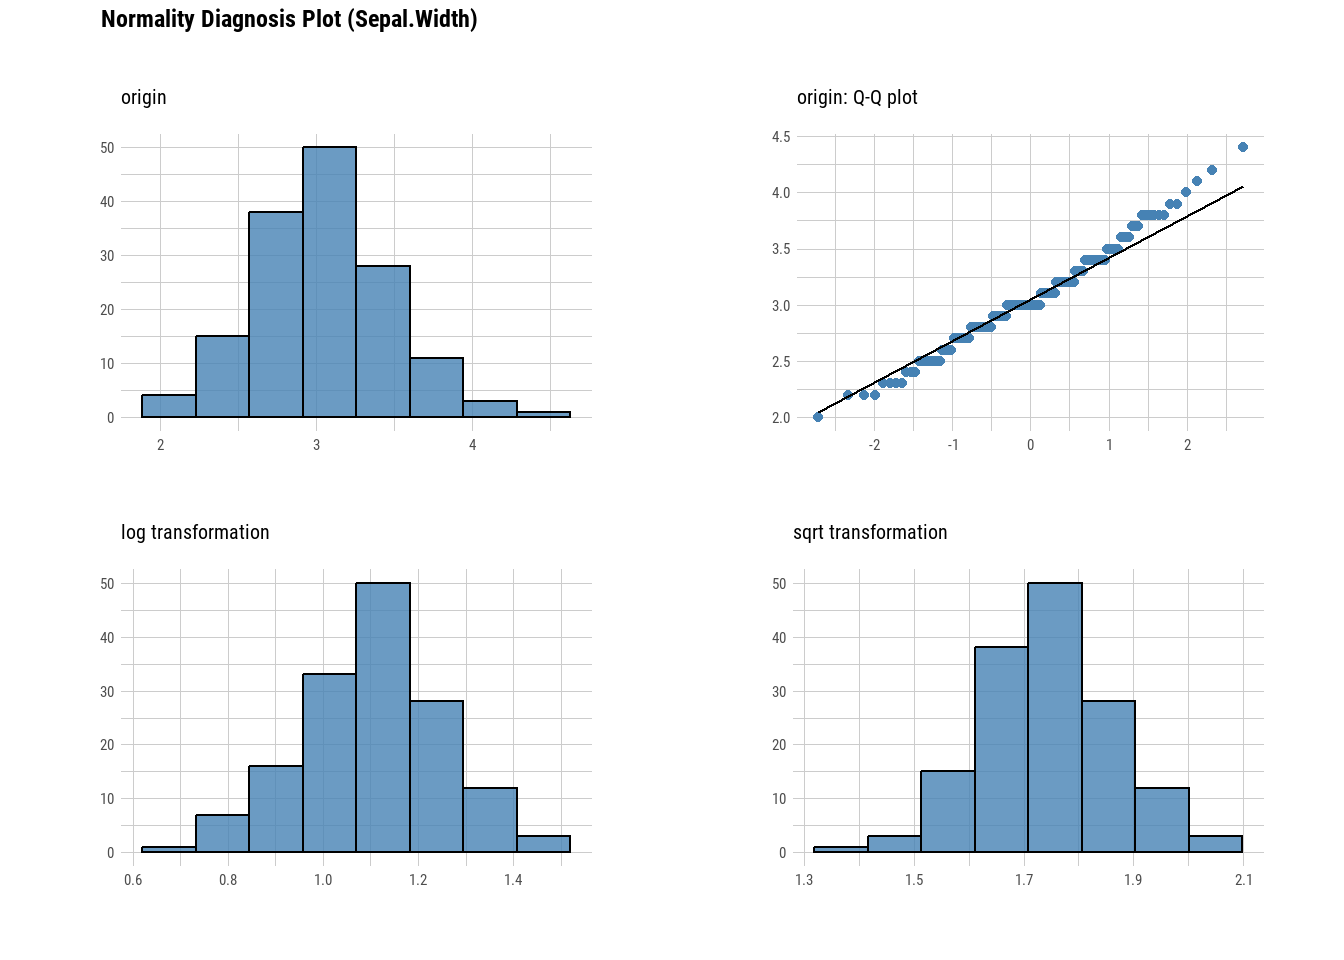 Normality Diagnosis Plot (Sepal.Width)
origin
50
40
30
20
10
0
2 3 4
origin: Q-Q plot
4.5
4.0
3.5
3.0
2.5
2.0
-2 -1 0 1 2
log transformation
50
40
30
20
10
0
0.6 0.8 1.0 1.2 1.4
sqrt transformation
50
40
30
20
10
0
1.3 1.5 1.7 1.9 2.1